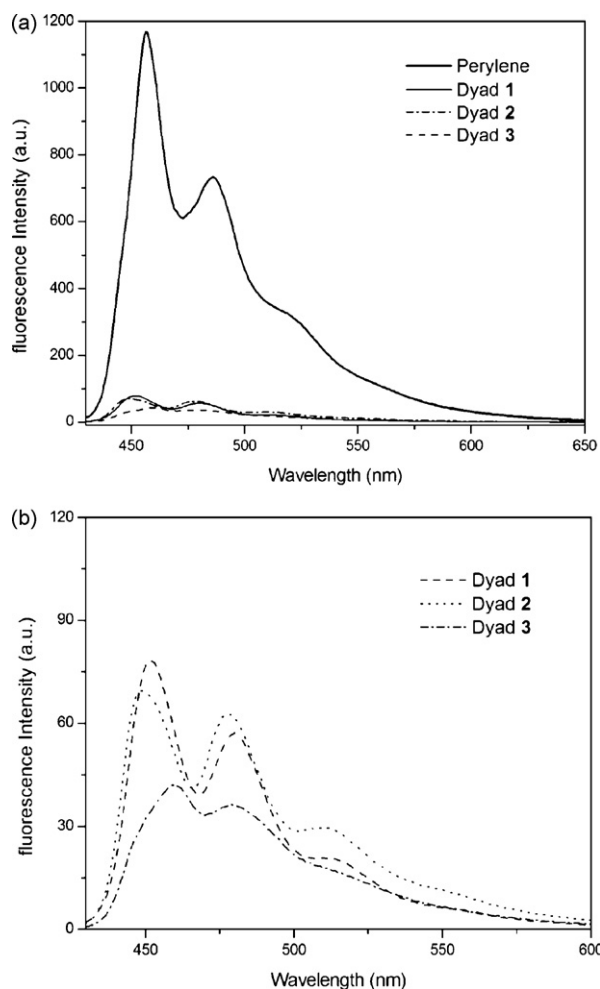 (a)
1200
1000
800
600
400
200
0
fluorescence Intensity (a.u.)
Perylene
Dyad 1
Dyad 2
Dyad 3
450
500
550
600
650
Wavelength (nm)
(b)
120
90
60
30
0
fluorescence Intensity (a.u.)
Dyad 1
Dyad 2
Dyad 3
450
500
550
600
Wavelength (nm)